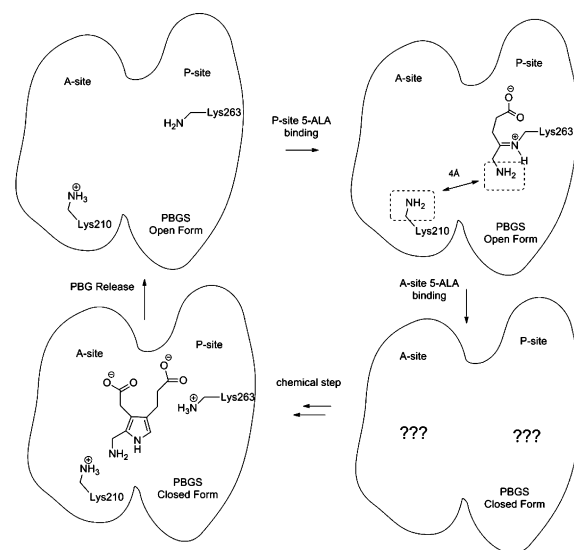 A-site
P-site
H₂N
Lys263
⊕
NH₃
Lys210
PBGS
Open Form
P-site 5-ALA
binding
A-site
P-site
⊖
O
O
⊕
N
Lys263
H
NH₂
4Å
NH₂
Lys210
PBGS
Open Form
PBG Release
A-site 5-ALA
binding
A-site
P-site
⊖
O
O
⊖
O
O
⊕
H₃N
Lys263
N
H
NH₂
⊕
NH₃
Lys210
PBGS
Closed Form
chemical step
A-site
P-site
???
???
PBGS
Closed Form